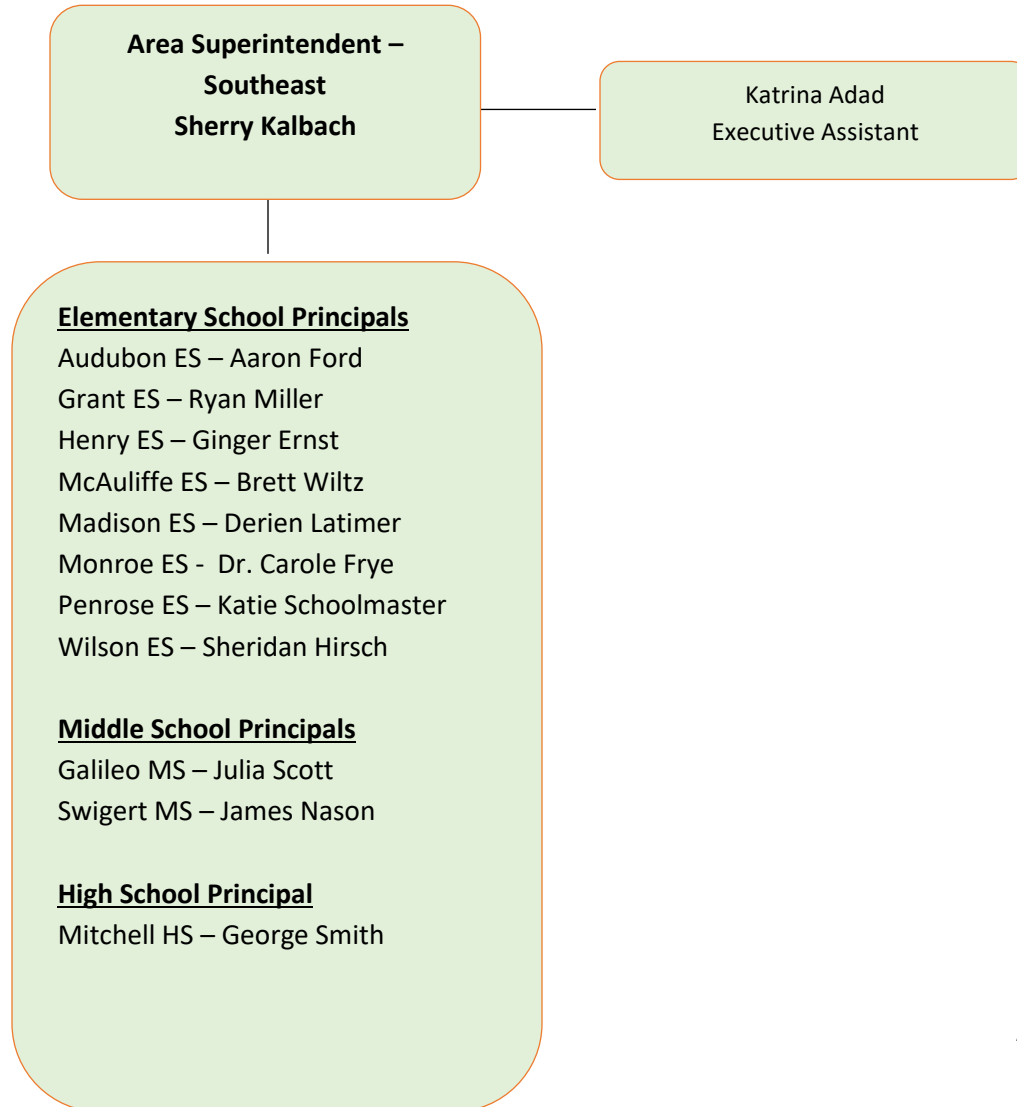 Area Superintendent –
Southeast
Sherry Kalbach
Katrina Adad
Executive Assistant
Elementary School Principals
Audubon ES – Aaron Ford
Grant ES – Ryan Miller
Henry ES – Ginger Ernst
McAuliffe ES – Brett Wiltz
Madison ES – Derien Latimer
Monroe ES -  Dr. Carole Frye
Penrose ES – Katie Schoolmaster
Wilson ES – Sheridan Hirsch
Middle School Principals
Galileo MS – Julia Scott
Swigert MS – James Nason
High School Principal
Mitchell HS – George Smith